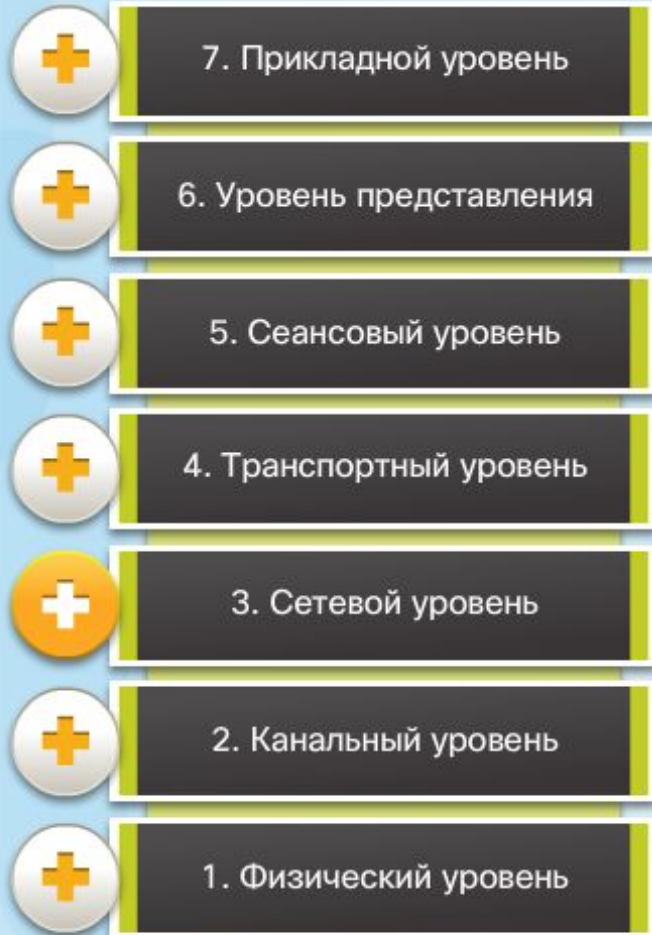 7. Прикладной уровень
6. Уровень представления
5. Сеансовый уровень
4. Транспортный уровень
3. Сетевой уровень
2. Канальный уровень
1. Физический уровень